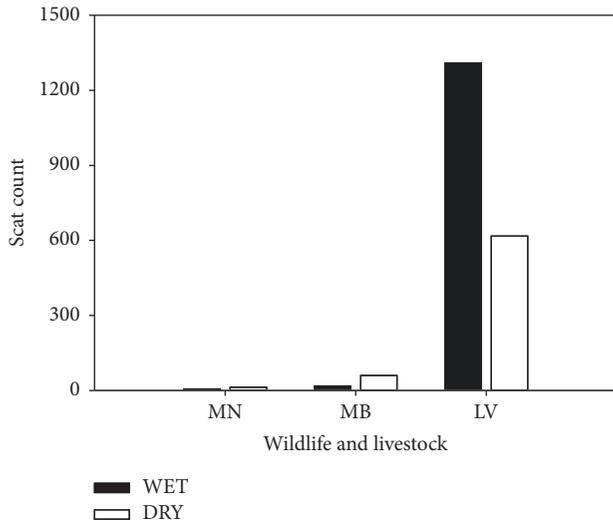 1500
1200
900
600
300
0
Scat count
MN MB LV
Wildlife and livestock
WET
DRY